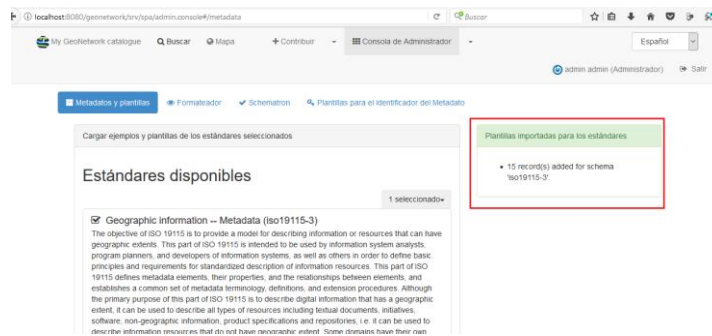 localhost:8080/geonetwork/srv/spa/admin.console#/metadata
Buscar
My GeoNetwork catalogue Buscar Mapa + Contribuir Consola de Administrador Español
admin admin (Administrador) Salir
Metadatos y plantillas Formateador Schematron Plantillas para el identificador del Metadato
Cargar ejemplos y plantillas de los estándares seleccionados
Plantillas importadas para los estándares
• 15 record(s) added for schema
'iso19115-3'.
Estándares disponibles
1 seleccionado
Geographic information -- Metadata (iso19115-3)
The objective of ISO 19115 is to provide a model for describing information or resources that can have
geographic extents. This part of ISO 19115 is intended to be used by information system analysts,
program planners, and developers of information systems, as well as others in order to define basic
principles and requirements for standardized description of information resources. This part of ISO
19115 defines metadata elements, their properties, and the relationships between elements, and
establishes a common set of metadata terminology, definitions, and extension procedures. Although
the primary purpose of this part of ISO 19115 is to describe digital information that has a geographic
extent, it can be used to describe all types of resources including textual documents, initiatives,
software, non-geographic information, product specifications and repositories, i.e. it can be used to
describe information resources that do not have geographic extent. Some domains have their own